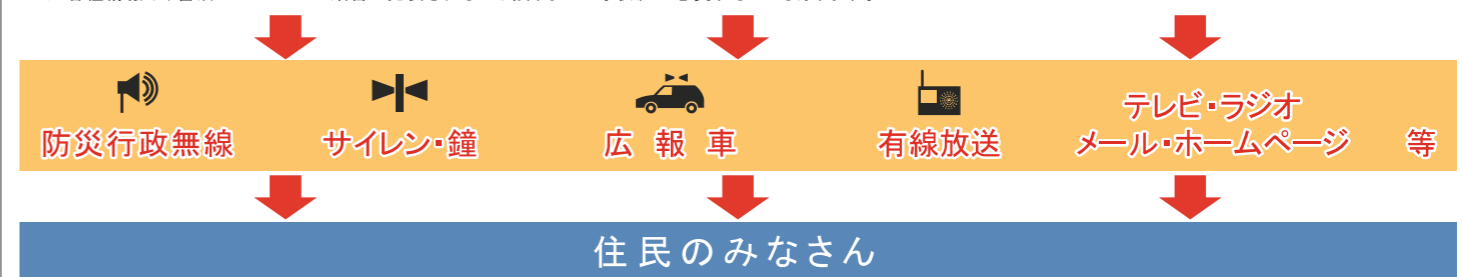 防災行政無線
サイレン・鐘
広報車
有線放送
テレビ・ラジオ
メール・ホームページ 等
住民のみなさん